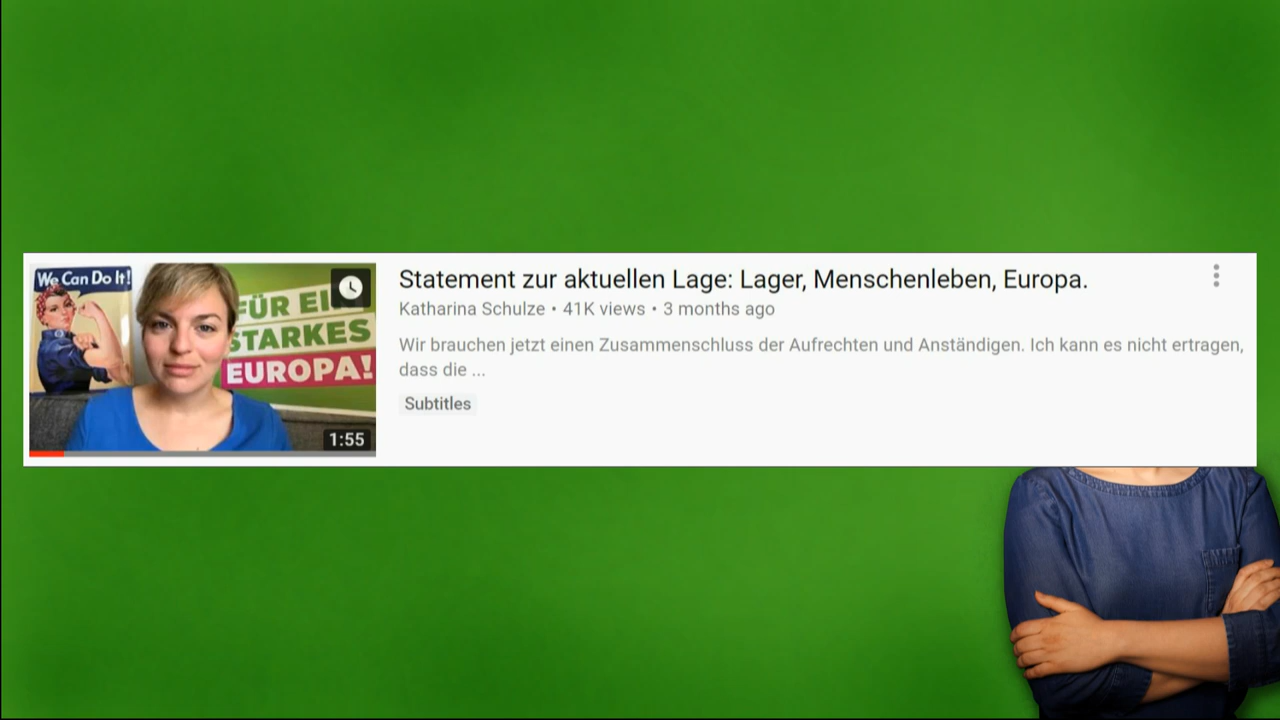 Statement zur aktuellen Lage: Lager, Menschenleben, Europa.
Katharina Schulze • 41K views • 3 months ago
Wir brauchen jetzt einen Zusammenschluss der Aufrechten und Anständigen. Ich kann es nicht ertragen,
dass die ...
Subtitles
We Can Do It!
FÜR EIN
STARKES
EUROPA!
1:55